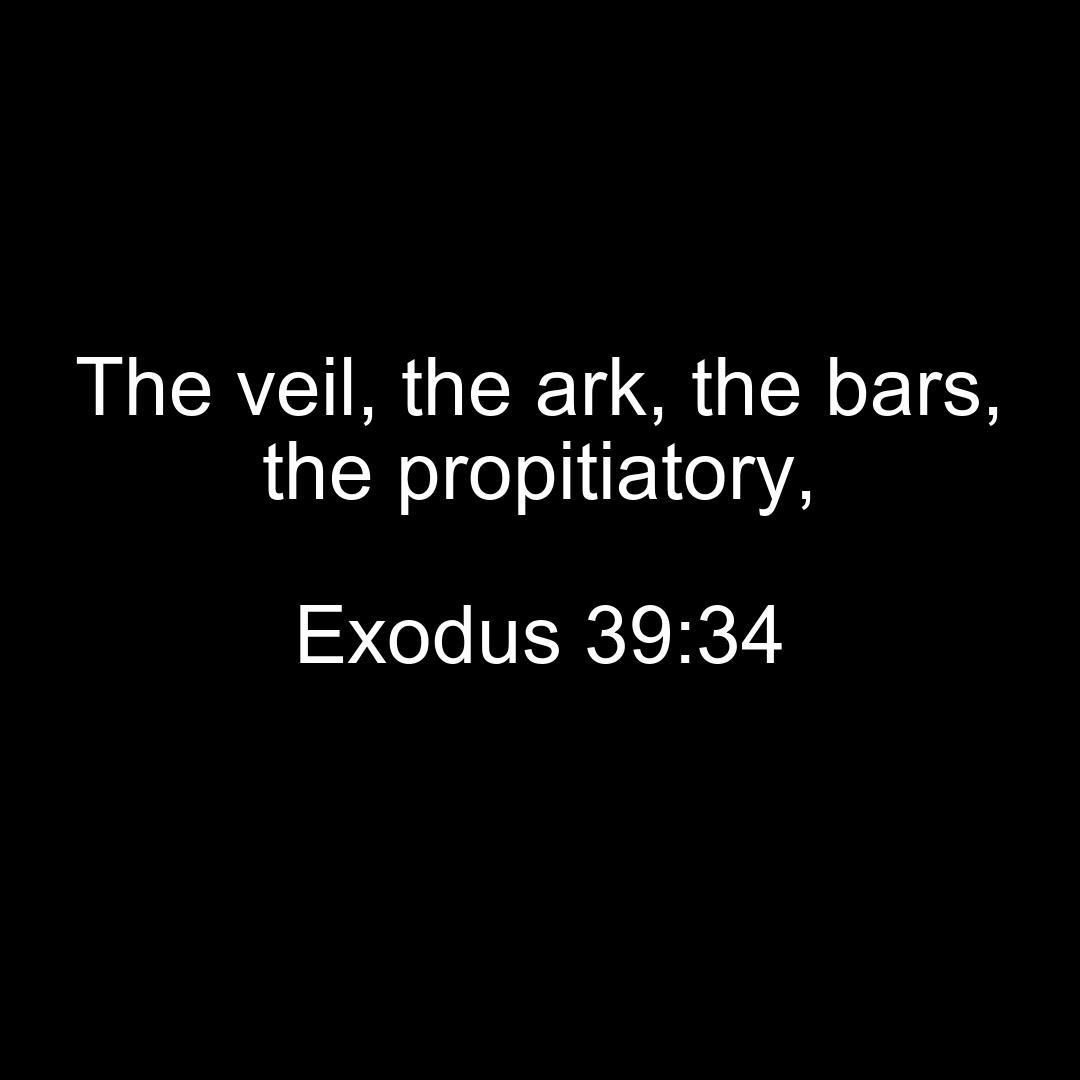 The veil, the ark, the bars,
the propitiatory,
Exodus 39:34